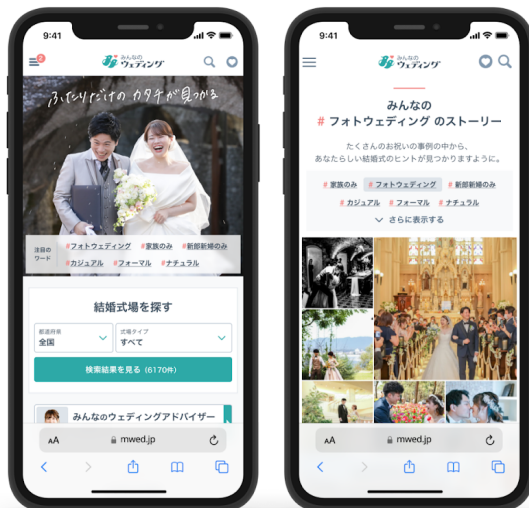 9:41
2
みんなの
ウェディング
ふたりだけの カタチが見つかる
注目の
ワード
#フォトウェディング #家族のみ #新郎新婦のみ
#カジュアル #フォーマル #ナチュラル
結婚式場を探す
都道府県
全国
式場タイプ
すべて
検索結果を見る (6170件)
みんなのウェディングアドバイザー
AA
mwed.jp
9:41
みんなの
ウェディング
みんなの
# フォトウェディング のストーリー
たくさんのお祝いの事例の中から、
あなたらしい結婚式のヒントが見つかりますように。
# 家族のみ # フォトウェディング # 新郎新婦のみ
# カジュアル # フォーマル # ナチュラル
さらに表示する
AA
mwed.jp